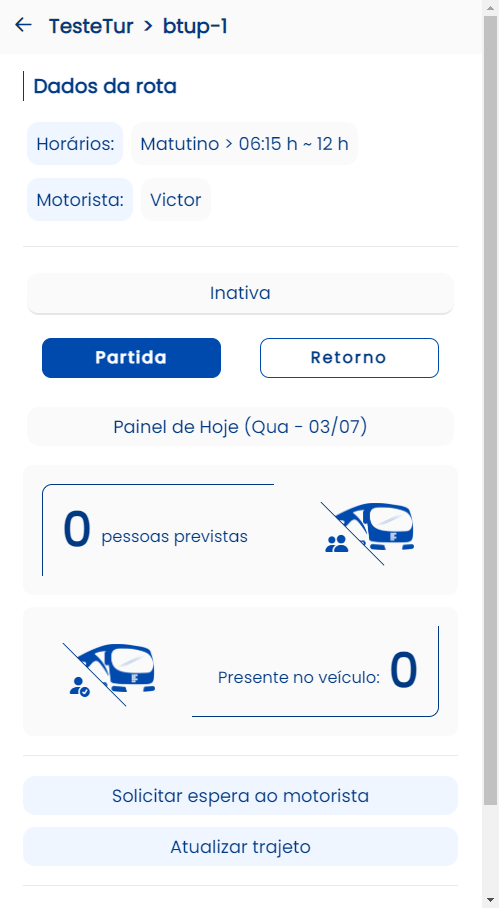 TesteTur > btup-1
Dados da rota
Horários: Matutino > 06:15 h ~ 12 h
Motorista: Victor
Inativa
Partida Retorno
Painel de Hoje (Qua - 03/07)
0 pessoas previstas
Presente no veículo: 0
Solicitar espera ao motorista
Atualizar trajeto